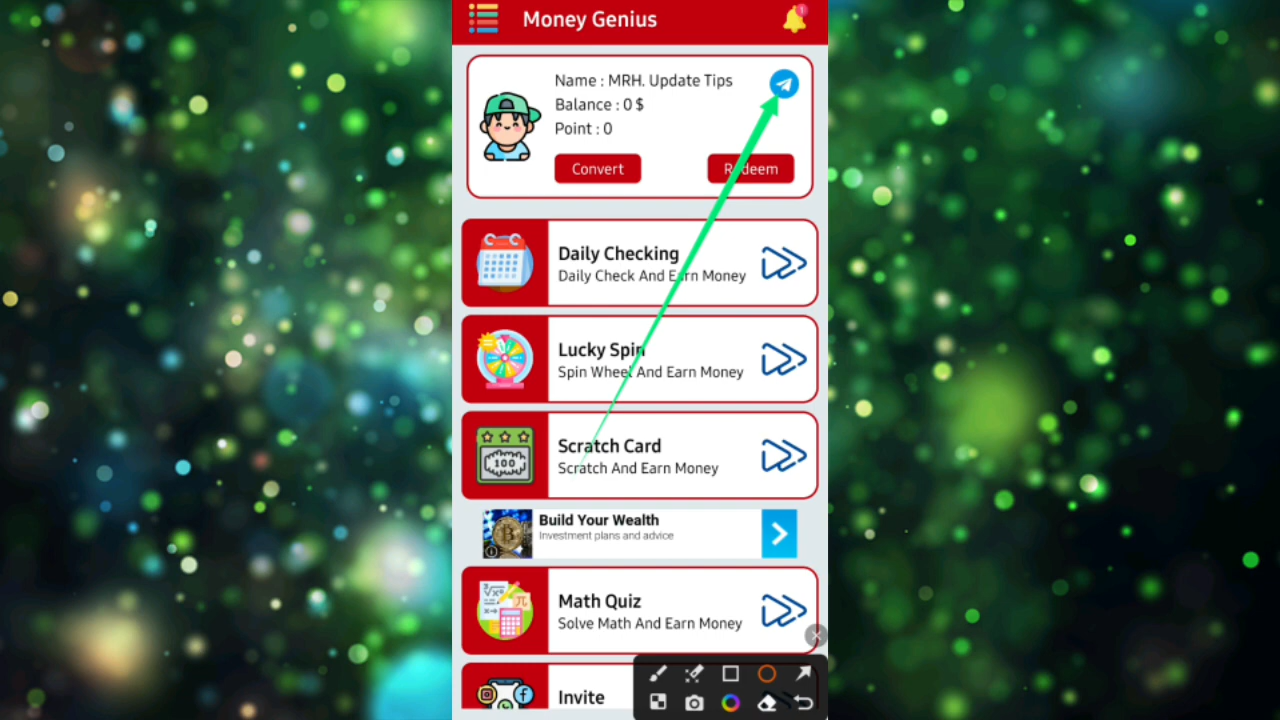 Money Genius
1
Name : MRH. Update Tips
Balance : 0 $
Point : 0
Convert
Redeem
Daily Checking
Daily Check And Earn Money
Lucky Spin
Spin Wheel And Earn Money
Scratch Card
100
Scratch And Earn Money
Build Your Wealth
Investment plans and advice
Math Quiz
Solve Math And Earn Money
Invite